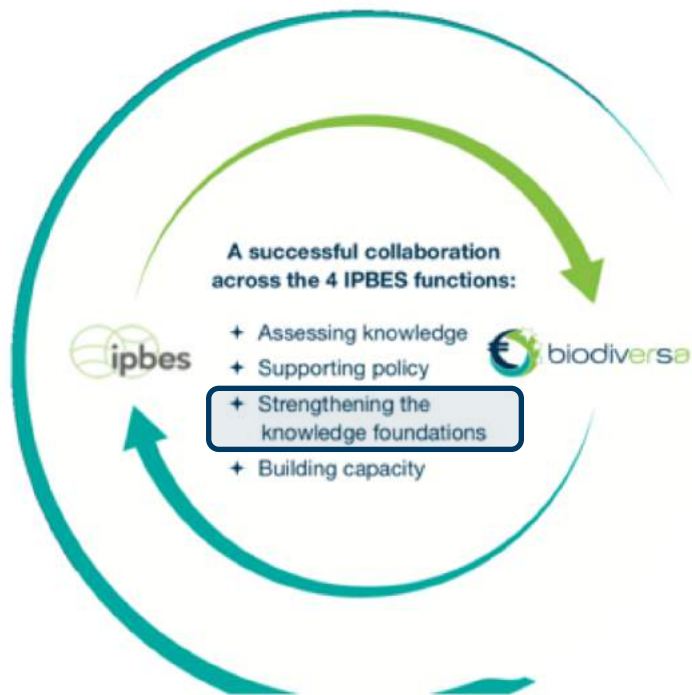 A successful collaboration
across the 4 IPBES functions:
+ Assessing knowledge
+ Supporting policy
+ Strengthening the
knowledge foundations
+ Building capacity
ipbes
biodiversa